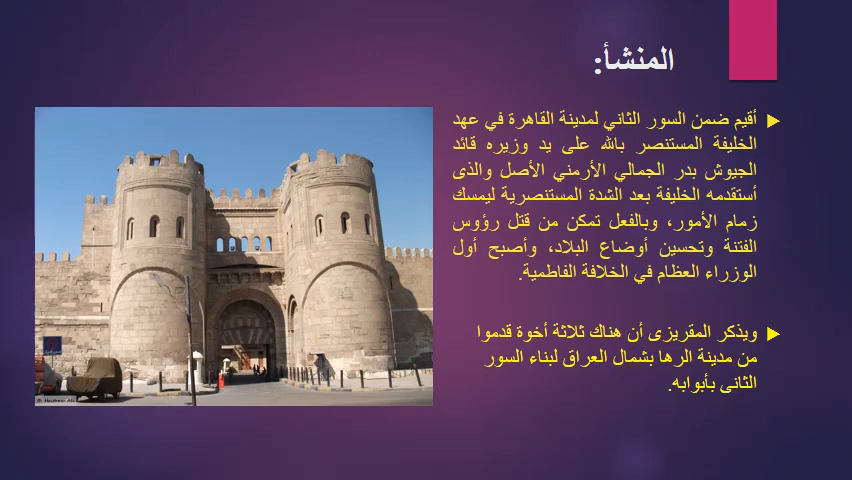 المنشأ:
أقيم ضمن السور الثاني لمدينة القاهرة في عهد
الخليفة المستنصر بالله على يد وزيره قائد
الجيوش بدر الجمالي الأرمني الأصل والذى
أستقدمه الخليفة بعد الشدة المستنصرية ليمسك
زمام الأمور، وبالفعل تمكن من قتل رؤوس
الفتنة وتحسين أوضاع البلاد، وأصبح أول
الوزراء العظام في الخلافة الفاطمية.
ويذكر المقريزى أن هناك ثلاثة أخوة قدموا
من مدينة الرها بشمال العراق لبناء السور
الثانى بأبوابه.